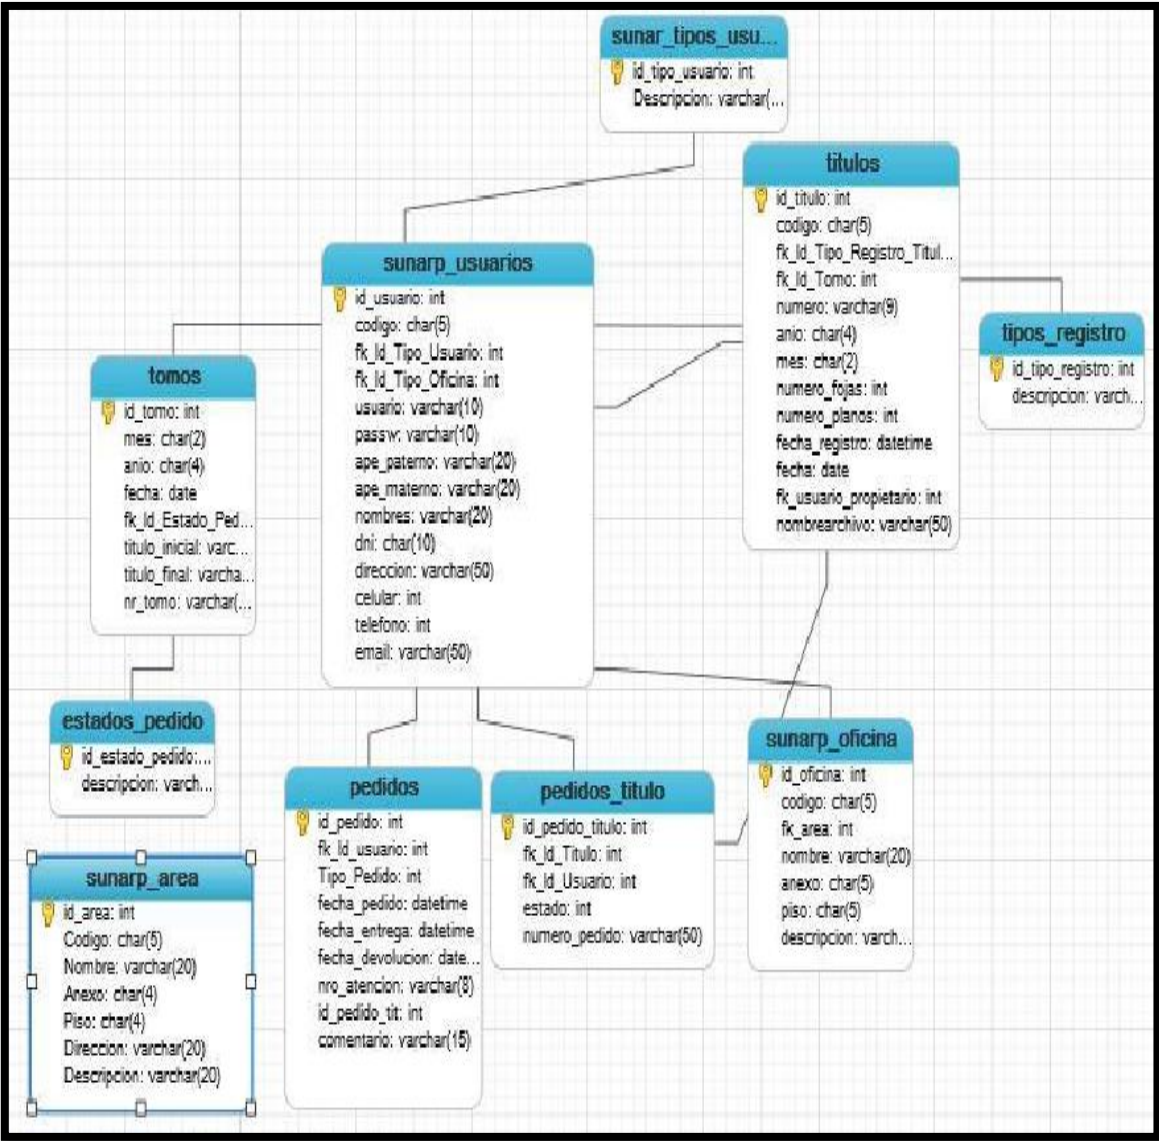 sunar_tipos_usu...
id_tipo_usuario: int
Descripcion: varchar(...
titulos
id_titulo: int
codigo: char(5)
fk_Id_Tipo_Registro_Titul...
fk_Id_Tomo: int
numero: varchar(9)
anio: char(4)
mes: char(2)
numero_fojas: int
numero_planos: int
fecha_registro: datetime
fecha: date
fk_usuario_propietario: int
nombrearchivo: varchar(50)
sunarp_usuarios
id_usuario: int
codigo: char(5)
fk_Id_Tipo_Usuario: int
fk_Id_Tipo_Oficina: int
usuario: varchar(10)
passw: varchar(10)
ape_paterno: varchar(20)
ape_materno: varchar(20)
nombres: varchar(20)
dni: char(10)
direccion: varchar(50)
celular: int
telefono: int
email: varchar(50)
tipos_registro
id_tipo_registro: int
descripcion: varch...
tomos
id_tomo: int
mes: char(2)
anio: char(4)
fecha: date
fk_Id_Estado_Ped...
titulo_inicial: varc...
titulo_final: varcha...
nr_tomo: varchar(...
estados_pedido
id_estado_pedido:...
descripcion: varch...
sunarp_area
id_area: int
Codigo: char(5)
Nombre: varchar(20)
Anexo: char(4)
Piso: char(4)
Direccion: varchar(20)
Descripcion: varchar(20)
pedidos
id_pedido: int
fk_Id_usuario: int
Tipo_Pedido: int
fecha_pedido: datetime
fecha_entrega: datetime
fecha_devolucion: date...
nro_atencion: varchar(8)
id_pedido_tit: int
comentario: varchar(15)
pedidos_titulo
id_pedido_titulo: int
fk_Id_Titulo: int
fk_Id_Usuario: int
estado: int
numero_pedido: varchar(50)
sunarp_oficina
id_oficina: int
codigo: char(5)
fk_area: int
nombre: varchar(20)
anexo: char(5)
piso: char(5)
descripcion: varch...